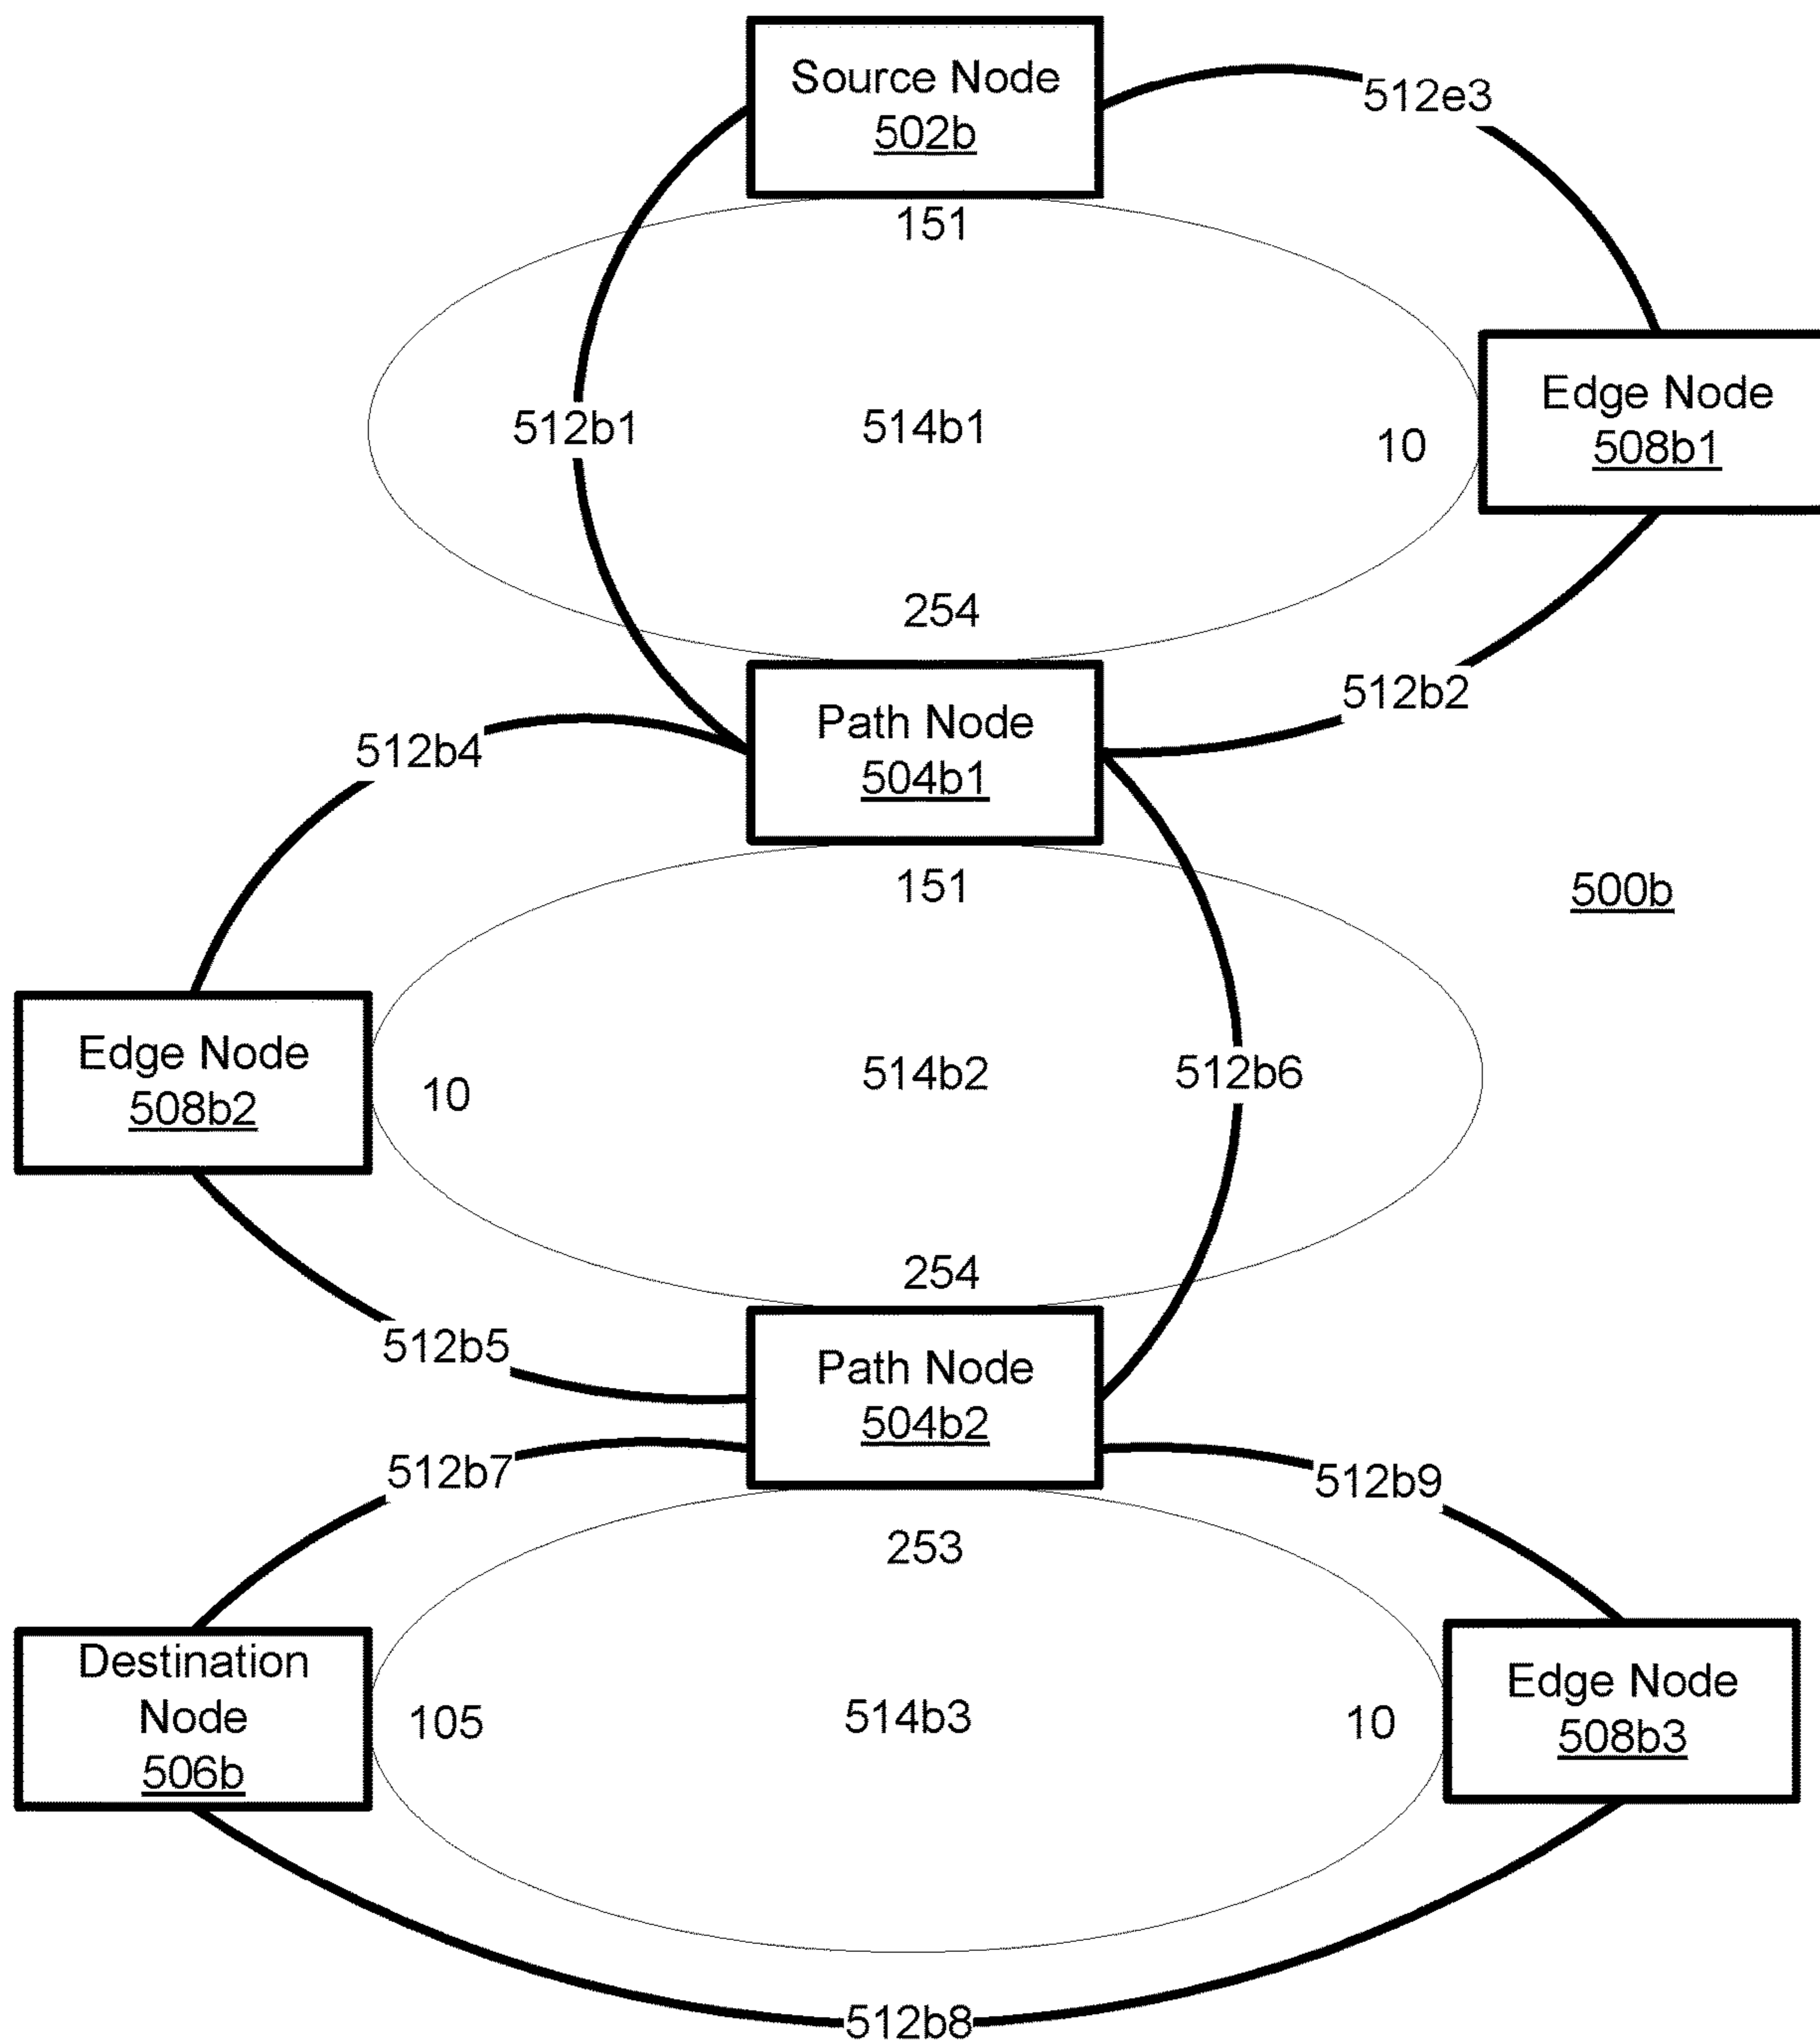 Source Node
502b
512e3
151
Edge Node
508b1
512b1
514b1
10
254
512b2
Path Node
504b1
512b4
151
500b
Edge Node
508b2
10
514b2
512b6
254
512b5
Path Node
504b2
512b7
512b9
253
Destination
Node
506b
105
514b3
10
Edge Node
508b3
512b8